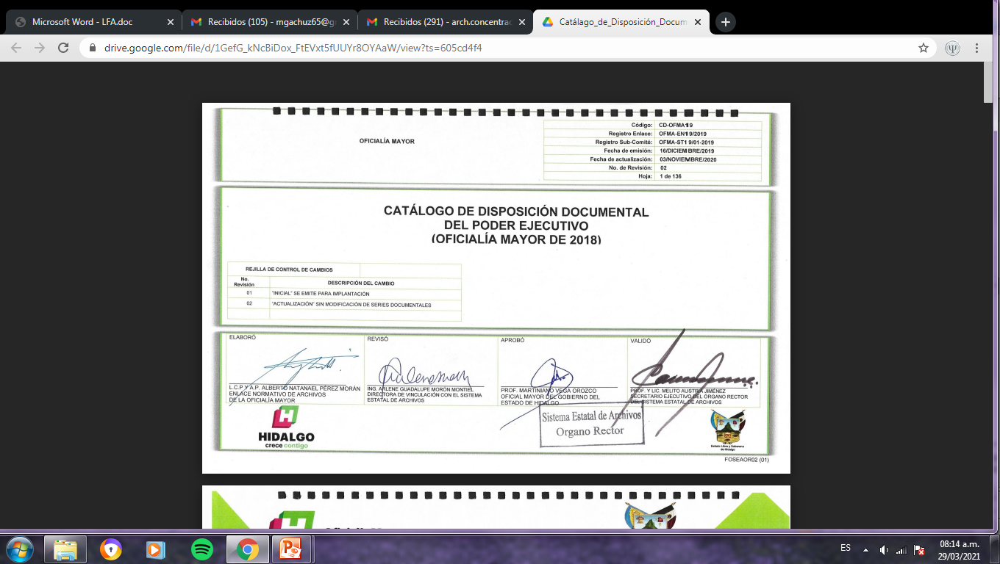 Microsoft Word - LFA.doc
Recibidos (105) - mgachuz65@g
Recibidos (291) - arch.concentrac
Catálago_de_Disposición_Docum
drive.google.com/file/d/1GefG_kNcBiDox_FtEVxt5fUUYr8OYAaW/view?ts=605cd4f4
OFICIALÍA MAYOR
Código: CD-OFMA19
Registro Enlace: OFMA-EN19/2019
Registro Sub-Comité: OFMA-ST19/01-2019
Fecha de emisión: 16/DICIEMBRE/2019
Fecha de actualización: 03/NOVIEMBRE/2020
No. de Revisión: 02
Hoja: 1 de 136
CATÁLOGO DE DISPOSICIÓN DOCUMENTAL
DEL PODER EJECUTIVO
(OFICIALÍA MAYOR DE 2018)
REJILLA DE CONTROL DE CAMBIOS
No. Revisión
DESCRIPCIÓN DEL CAMBIO
01 "INICIAL" SE EMITE PARA IMPLANTACIÓN
02 "ACTUALIZACIÓN" SIN MODIFICACIÓN DE SERIES DOCUMENTALES
ELABORÓ
L.C.P Y A.P. ALBERTO NATANAEL PÉREZ MORÁN
ENLACE NORMATIVO DE ARCHIVOS
DE LA OFICIALÍA MAYOR
REVISÓ
ING. ARLENE GUADALUPE MORÓN MONTIEL
DIRECTORA DE VINCULACIÓN CON EL SISTEMA
ESTATAL DE ARCHIVOS
APROBÓ
PROF. MARTINIANO VEGA OROZCO
OFICIAL MAYOR DEL GOBIERNO DEL
ESTADO DE HIDALGO
VALIDÓ
PROF. Y LIC. MELITO AUSTRIA JIMÉNEZ
SECRETARIO EJECUTIVO DEL ÓRGANO RECTOR
DEL SISTEMA ESTATAL DE ARCHIVOS
Sistema Estatal de Archivos
Organo Rector
HIDALGO
crece contigo
Estado Libre y Soberano
de Hidalgo
FOSEAOR02 (01)
ES
08:14 a.m.
29/03/2021